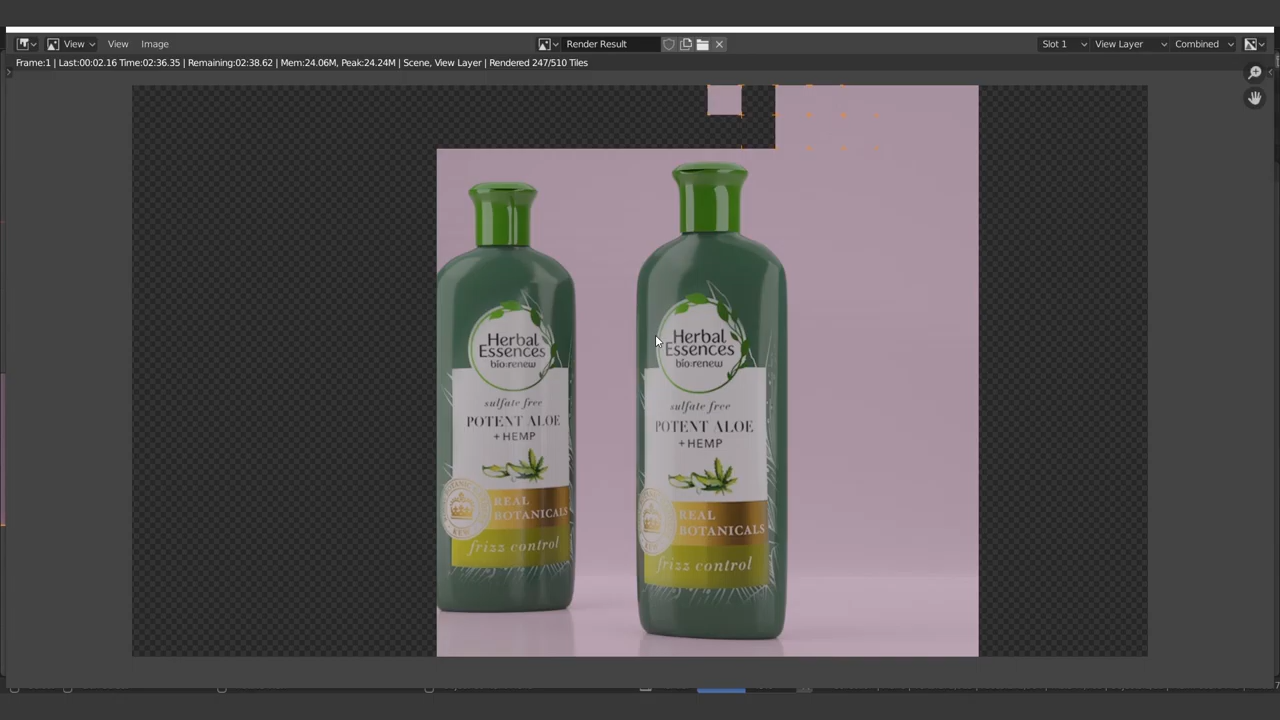 View View Image Render Result Slot 1 View Layer Combined
Frame:1 | Last:00:02.16 Time:02:36.35 | Remaining:02:38.62 | Mem:24.06M, Peak:24.24M | Scene, View Layer | Rendered 247/510 Tiles
Herbal
Essences
bio:renew
sulfate free
POTENT ALOE
+ HEMP
REAL
BOTANICALS
frizz control
Herbal
Essences
bio:renew
sulfate free
POTENT ALOE
+ HEMP
REAL
BOTANICALS
frizz control